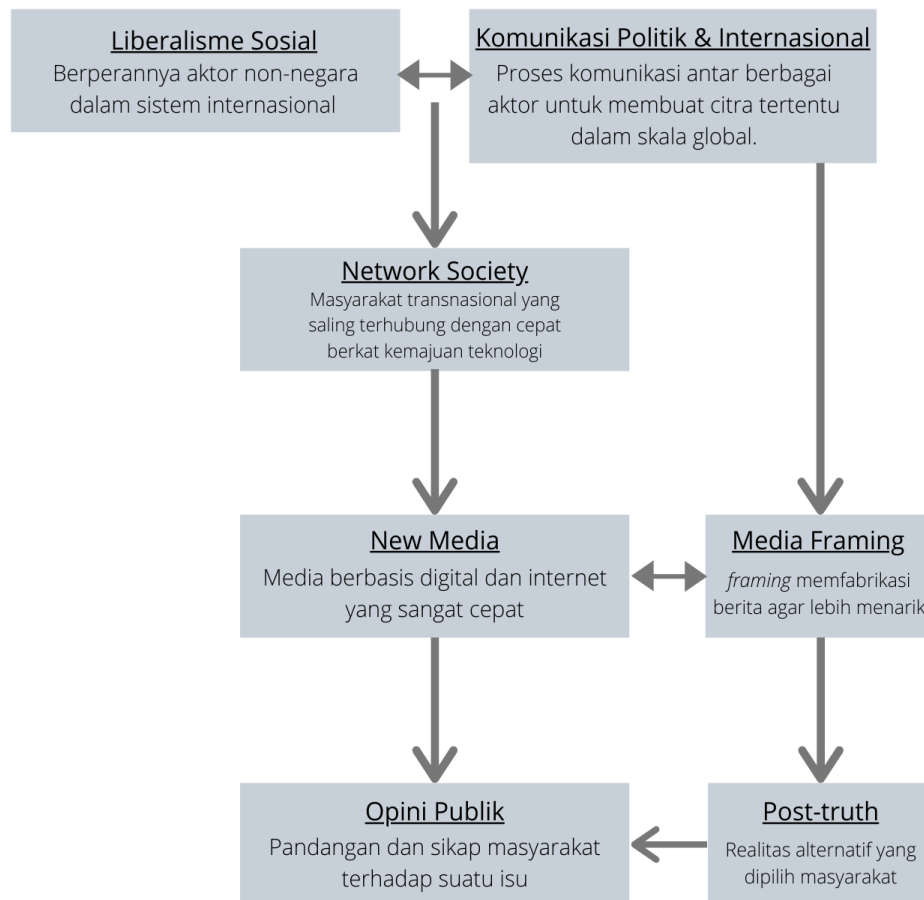 Liberalisme Sosial
Berperannya aktor non-negara
dalam sistem internasional
Komunikasi Politik & Internasional
Proses komunikasi antar berbagai
aktor untuk membuat citra tertentu
dalam skala global.
Network Society
Masyarakat transnasional yang
saling terhubung dengan cepat
berkat kemajuan teknologi
New Media
Media berbasis digital dan internet
yang sangat cepat
Media Framing
framing memfabrikasi
berita agar lebih menarik
Opini Publik
Pandangan dan sikap masyarakat
terhadap suatu isu
Post-truth
Realitas alternatif yang
dipilih masyarakat